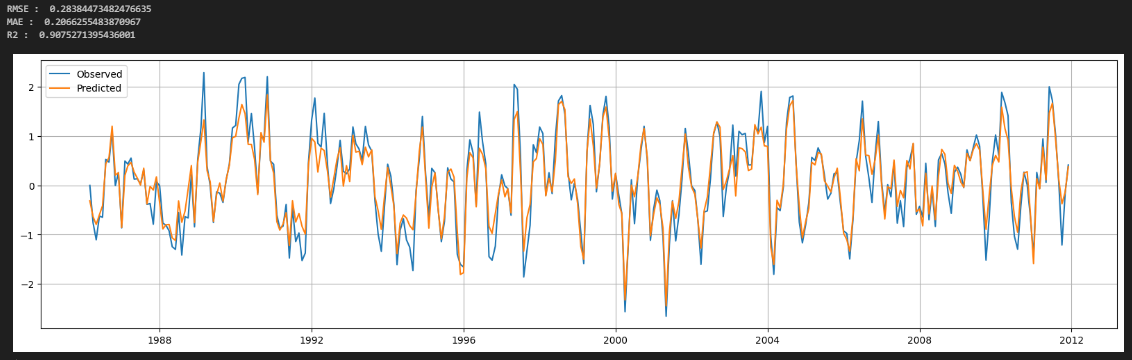 RMSE :  0.28384473482476635
MAE :  0.2066255483870967
R2 :  0.9075271395436001
Observed
Predicted
2
1
0
−1
−2
1988
1992
1996
2000
2004
2008
2012